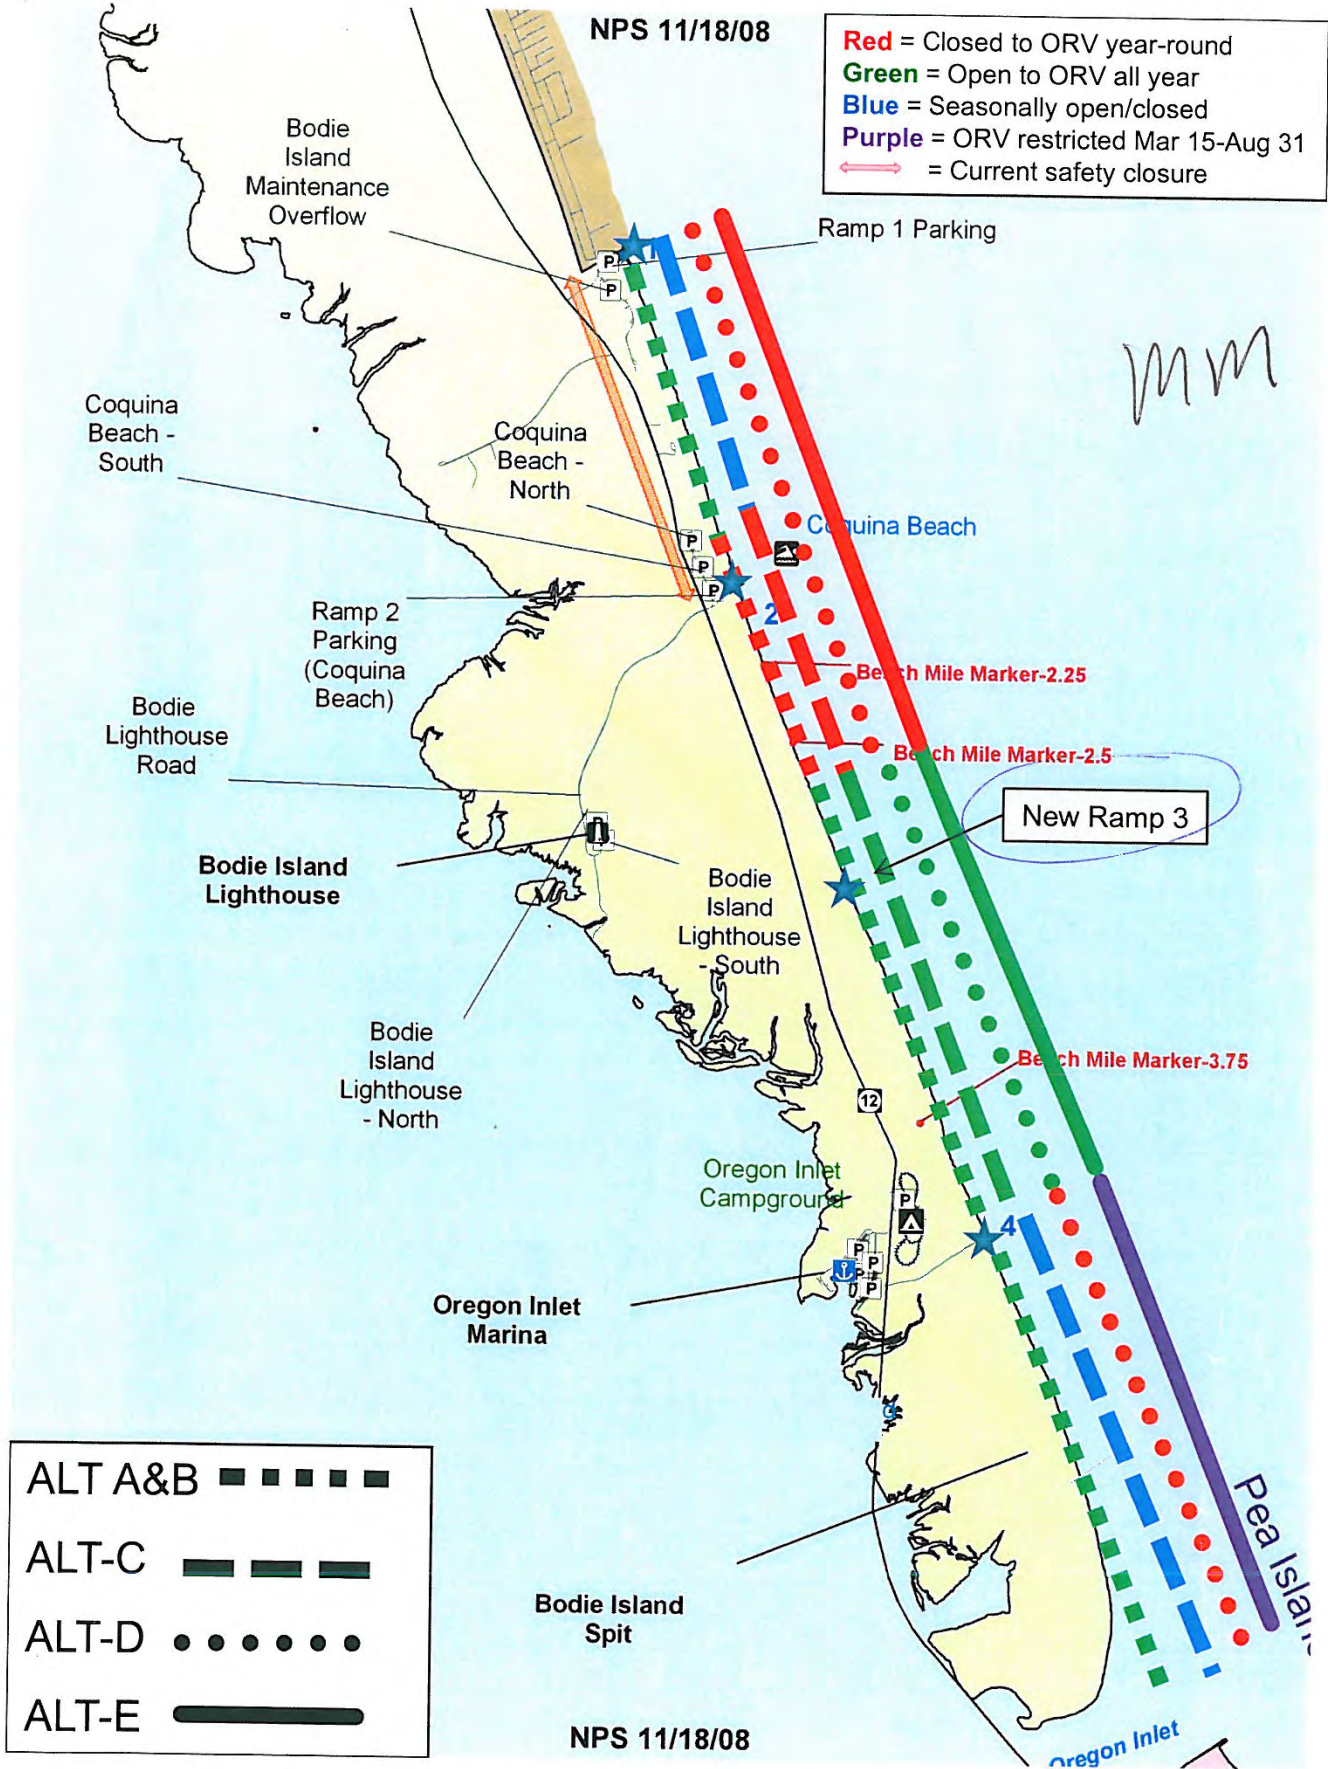 NPS 11/18/08
Red = Closed to ORV year-round
Green = Open to ORV all year
Blue = Seasonally open/closed
Purple = ORV restricted Mar 15-Aug 31
= Current safety closure
Bodie
Island
Maintenance
Overflow
Ramp 1 Parking
P
P
1
mm
Coquina
Beach -
South
Coquina
Beach -
North
P
P
P
Coquina Beach
2
Ramp 2
Parking
(Coquina
Beach)
Beach Mile Marker-2.25
Bodie
Lighthouse
Road
Beach Mile Marker-2.5
New Ramp 3
P
Bodie Island
Lighthouse
Bodie
Island
Lighthouse
- South
Bodie
Island
Lighthouse
- North
Beach Mile Marker-3.75
12
Oregon Inlet
Campground
P
4
P
P
P
P
Oregon Inlet
Marina
Bodie Island
Spit
Pea Islan
ALT A&B
ALT-C
ALT-D
ALT-E
NPS 11/18/08
Oregon Inlet